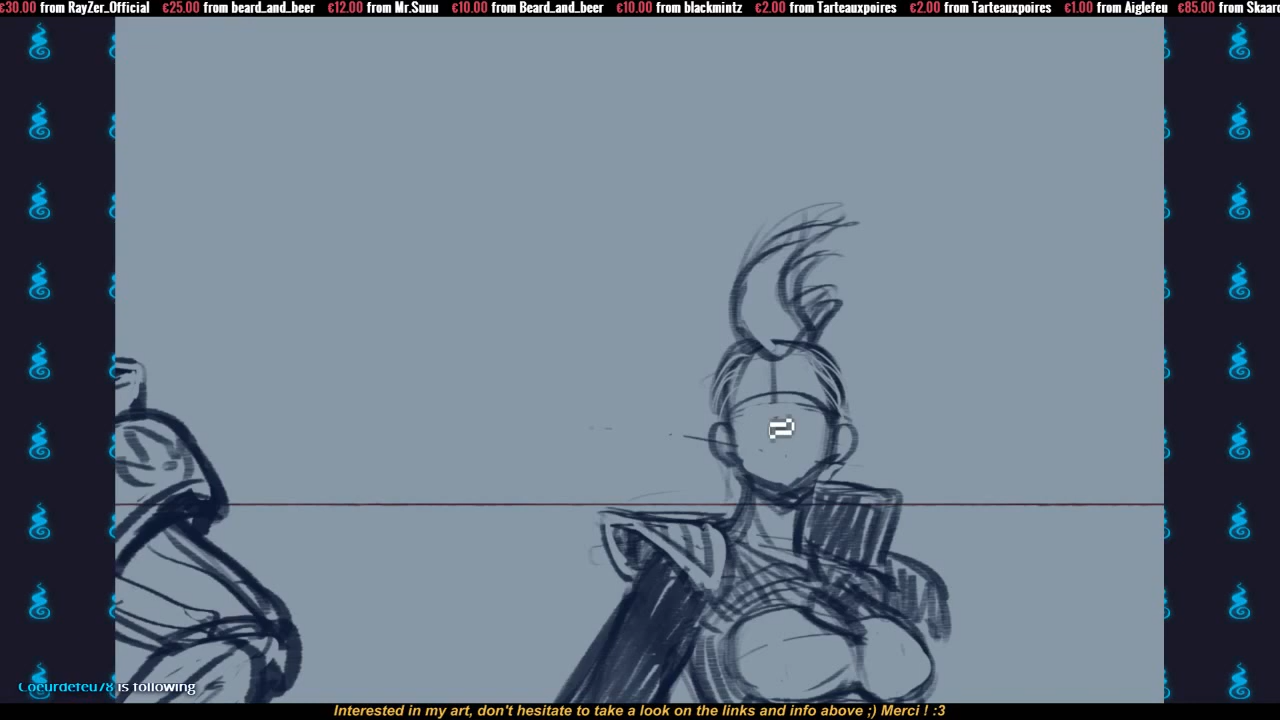 €30.00 from RayZer_Official €25.00 from beard_and_beer €12.00 from Mr.Suuu €10.00 from Beard_and_beer €10.00 from blackmintz €2.00 from Tarteauxpoires €2.00 from Tarteauxpoires €1.00 from Aiglefeu €85.00 from Skaar
Coeurdefeu78 is following
Interested in my art, don't hesitate to take a look on the links and info above ;) Merci ! :3